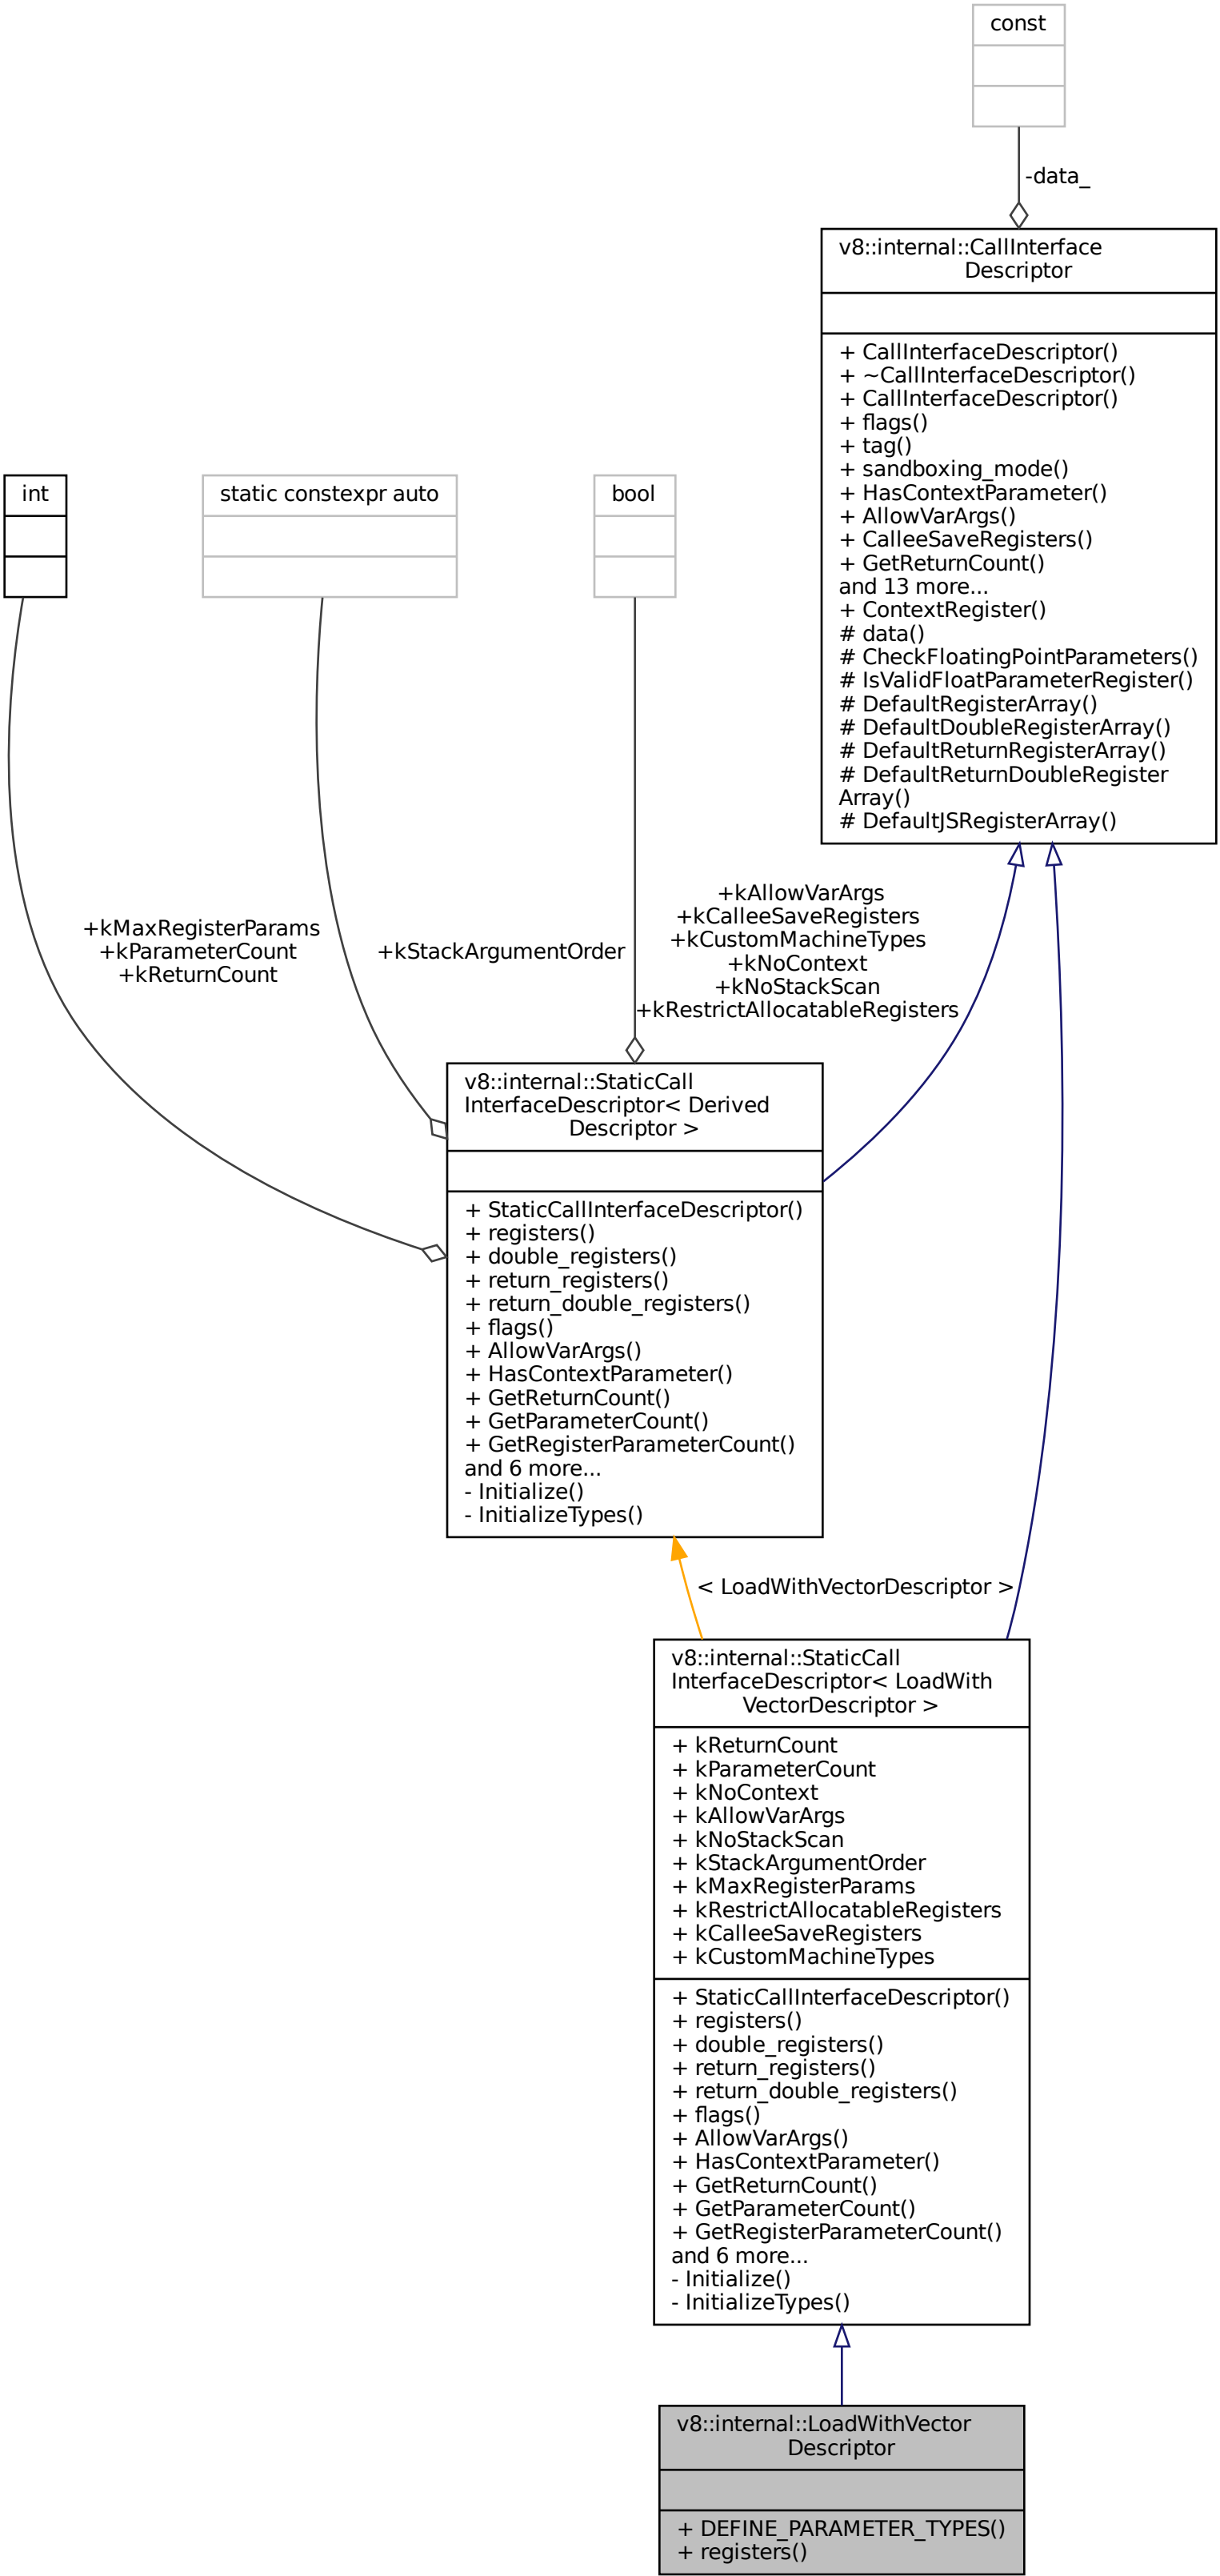 const
-data_
v8::internal::CallInterface
Descriptor
+ CallInterfaceDescriptor()
+ ~CallInterfaceDescriptor()
+ CallInterfaceDescriptor()
+ flags()
+ tag()
+ sandboxing_mode()
+ HasContextParameter()
+ AllowVarArgs()
+ CalleeSaveRegisters()
+ GetReturnCount()
and 13 more...
+ ContextRegister()
# data()
# CheckFloatingPointParameters()
# IsValidFloatParameterRegister()
# DefaultRegisterArray()
# DefaultDoubleRegisterArray()
# DefaultReturnRegisterArray()
# DefaultReturnDoubleRegister
Array()
# DefaultJSRegisterArray()
int
static constexpr auto
bool
+kMaxRegisterParams
+kParameterCount
+kReturnCount
+kStackArgumentOrder
+kAllowVarArgs
+kCalleeSaveRegisters
+kCustomMachineTypes
+kNoContext
+kNoStackScan
+kRestrictAllocatableRegisters
v8::internal::StaticCall
InterfaceDescriptor< Derived
Descriptor >
+ StaticCallInterfaceDescriptor()
+ registers()
+ double_registers()
+ return_registers()
+ return_double_registers()
+ flags()
+ AllowVarArgs()
+ HasContextParameter()
+ GetReturnCount()
+ GetParameterCount()
+ GetRegisterParameterCount()
and 6 more...
- Initialize()
- InitializeTypes()
< LoadWithVectorDescriptor >
v8::internal::StaticCall
InterfaceDescriptor< LoadWith
VectorDescriptor >
+ kReturnCount
+ kParameterCount
+ kNoContext
+ kAllowVarArgs
+ kNoStackScan
+ kStackArgumentOrder
+ kMaxRegisterParams
+ kRestrictAllocatableRegisters
+ kCalleeSaveRegisters
+ kCustomMachineTypes
+ StaticCallInterfaceDescriptor()
+ registers()
+ double_registers()
+ return_registers()
+ return_double_registers()
+ flags()
+ AllowVarArgs()
+ HasContextParameter()
+ GetReturnCount()
+ GetParameterCount()
+ GetRegisterParameterCount()
and 6 more...
- Initialize()
- InitializeTypes()
v8::internal::LoadWithVector
Descriptor
+ DEFINE_PARAMETER_TYPES()
+ registers()